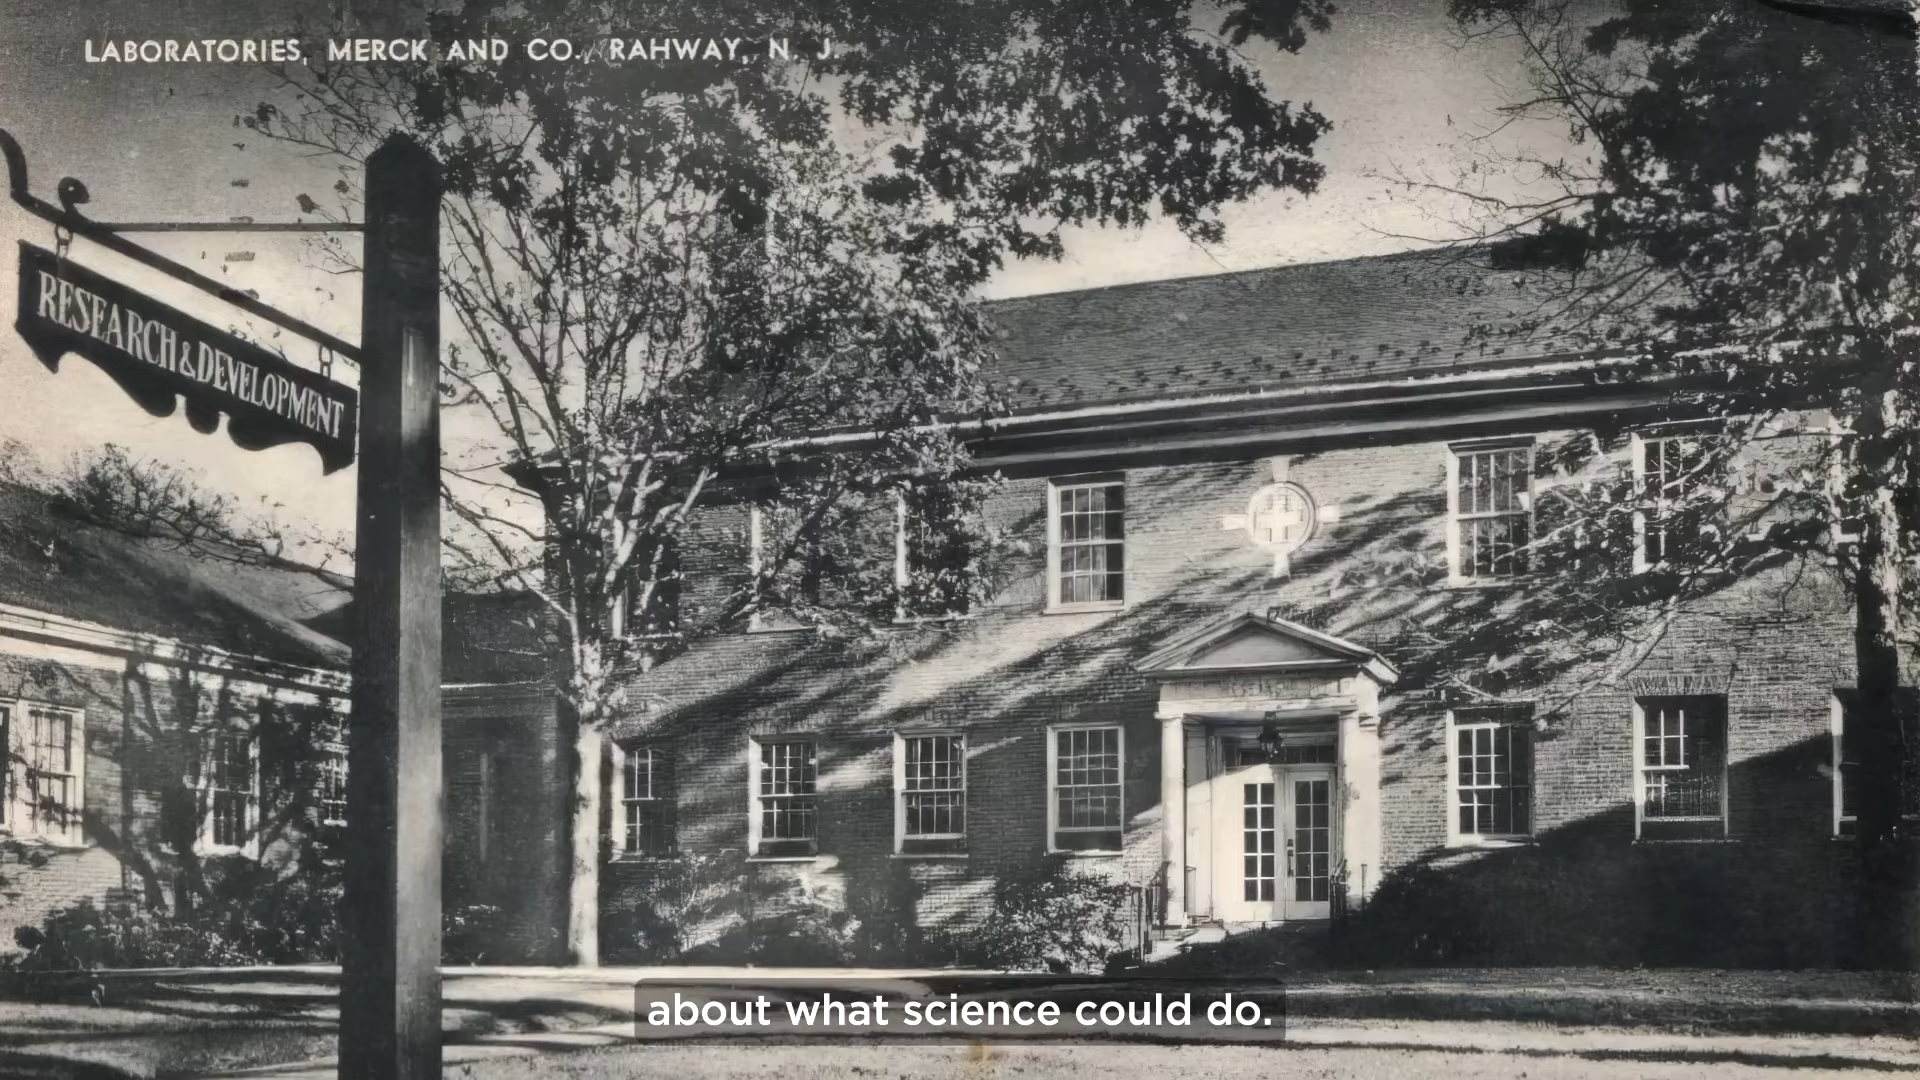 LABORATORIES, MERCK AND CO., RAHWAY, N. J.
RESEARCH & DEVELOPMENT
about what science could do.